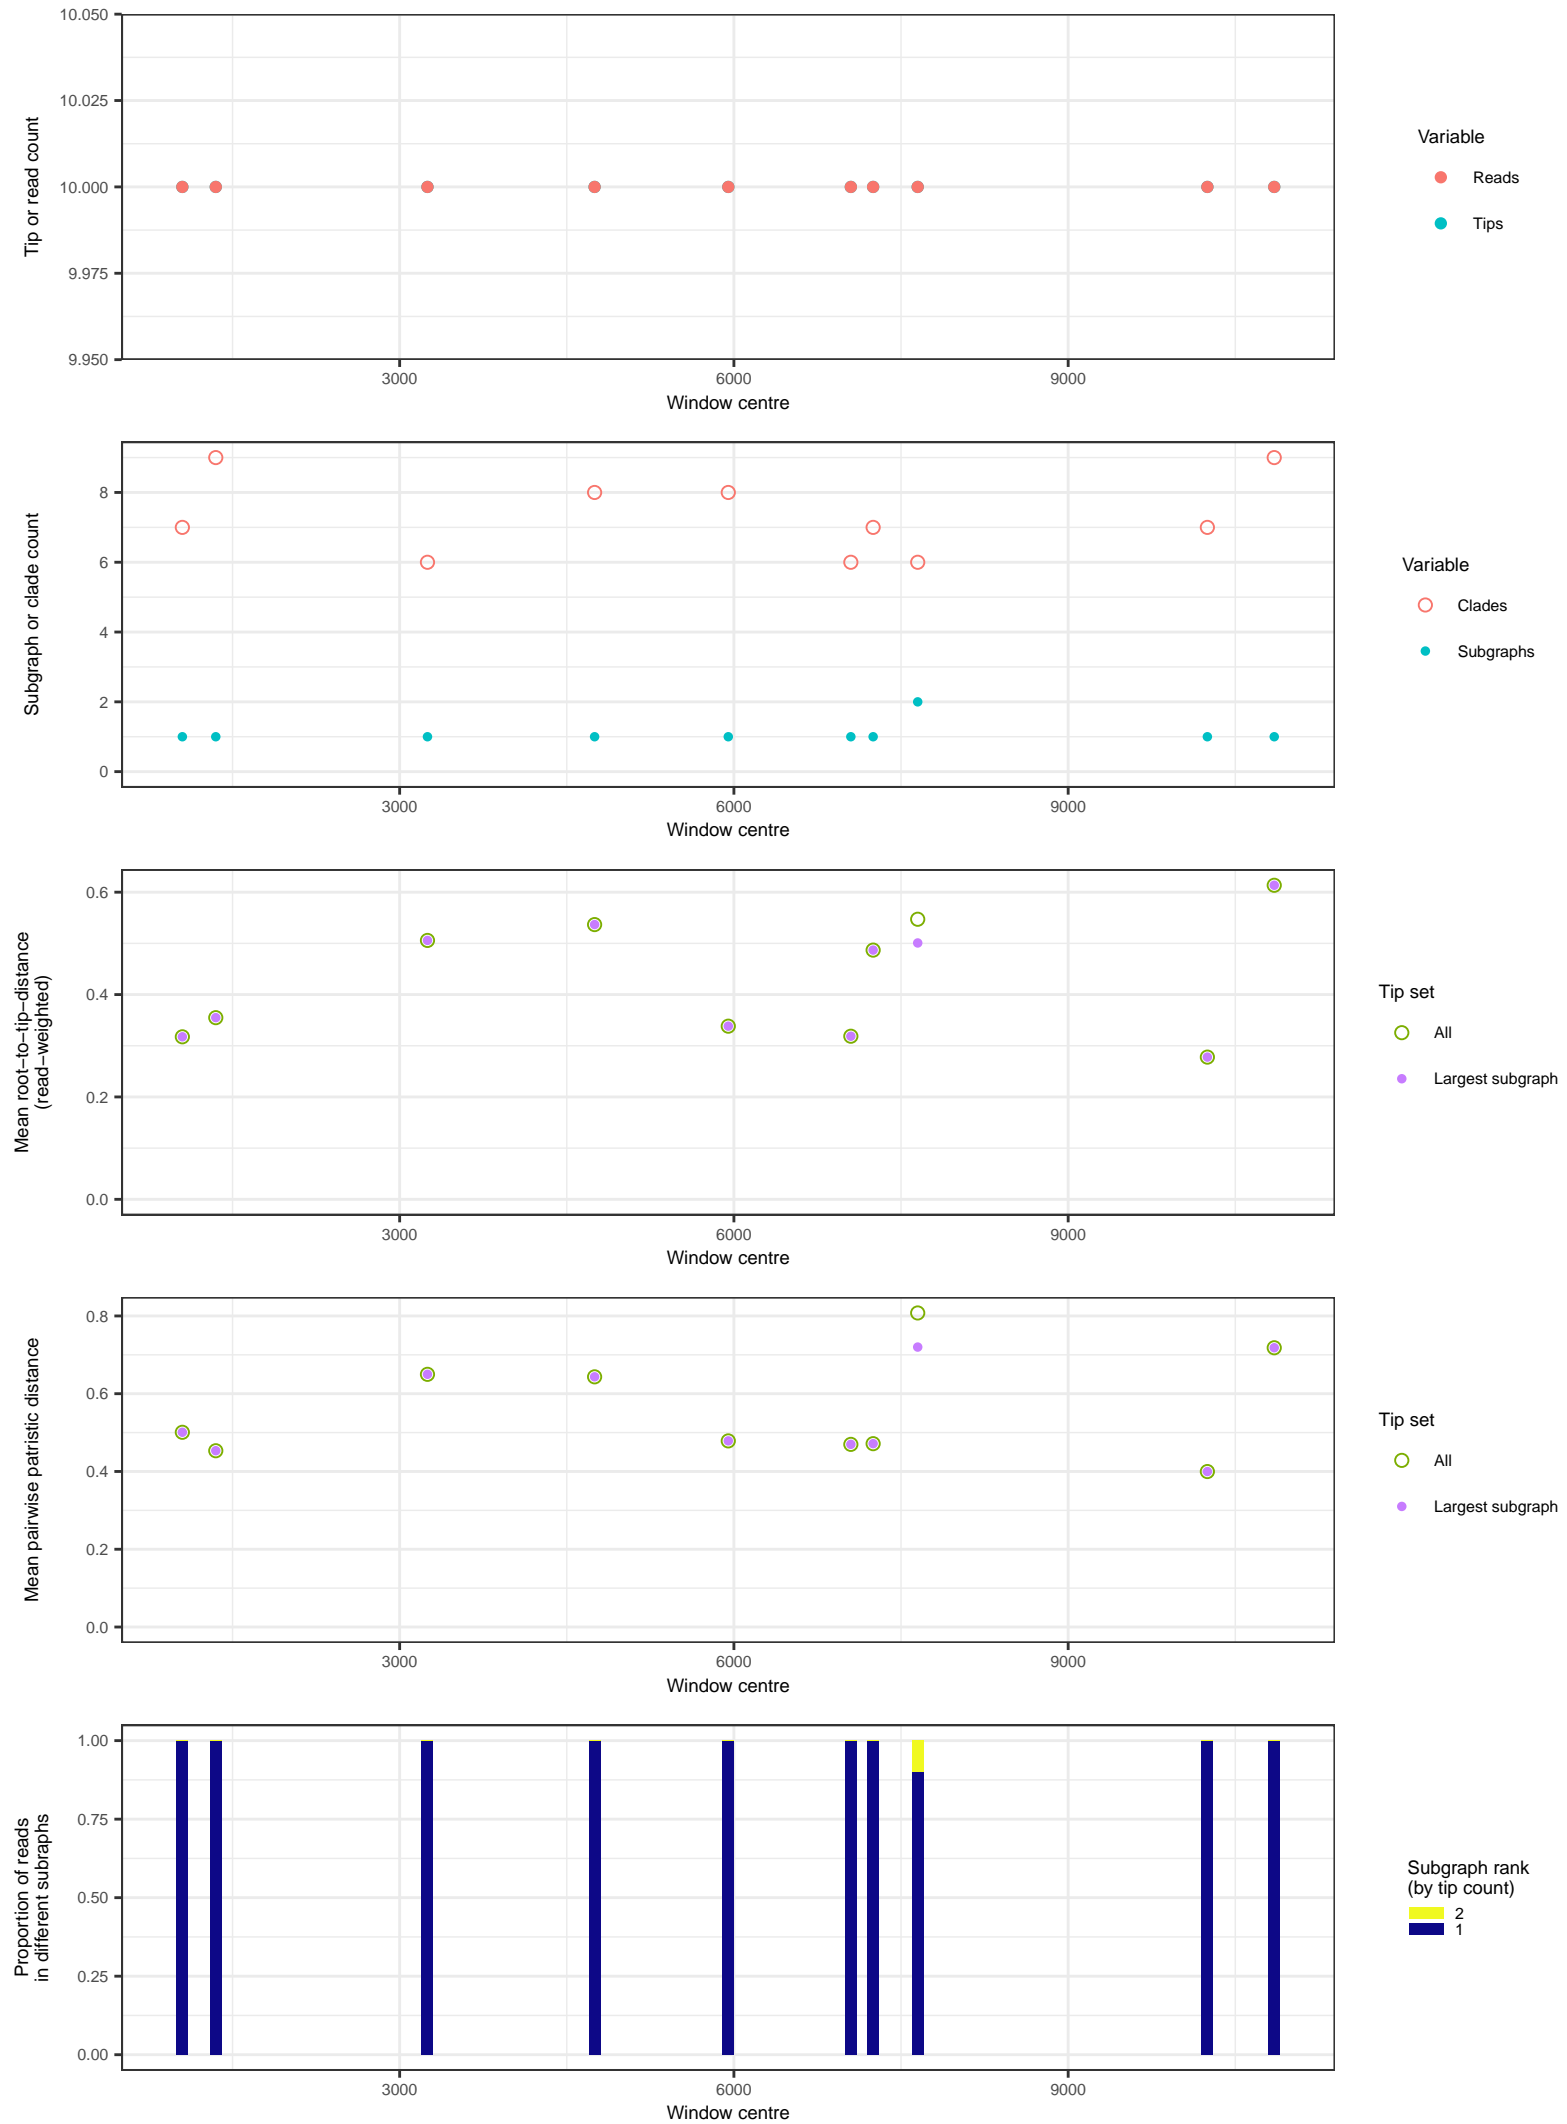 10.050
10.025
10.000
9.975
9.950
Tip or read count
3000 6000 9000
Window centre
Variable
Reads
Tips
8
6
4
2
0
Subgraph or clade count
3000 6000 9000
Window centre
Variable
Clades
Subgraphs
0.6
0.4
0.2
0.0
Mean root−to−tip−distance
(read−weighted)
3000 6000 9000
Window centre
Tip set
All
Largest subgraph
0.8
0.6
0.4
0.2
0.0
Mean pairwise patristic distance
3000 6000 9000
Window centre
Tip set
All
Largest subgraph
1.00
0.75
0.50
0.25
0.00
Proportion of reads
in different subraphs
3000 6000 9000
Window centre
Subgraph rank
(by tip count)
2
1